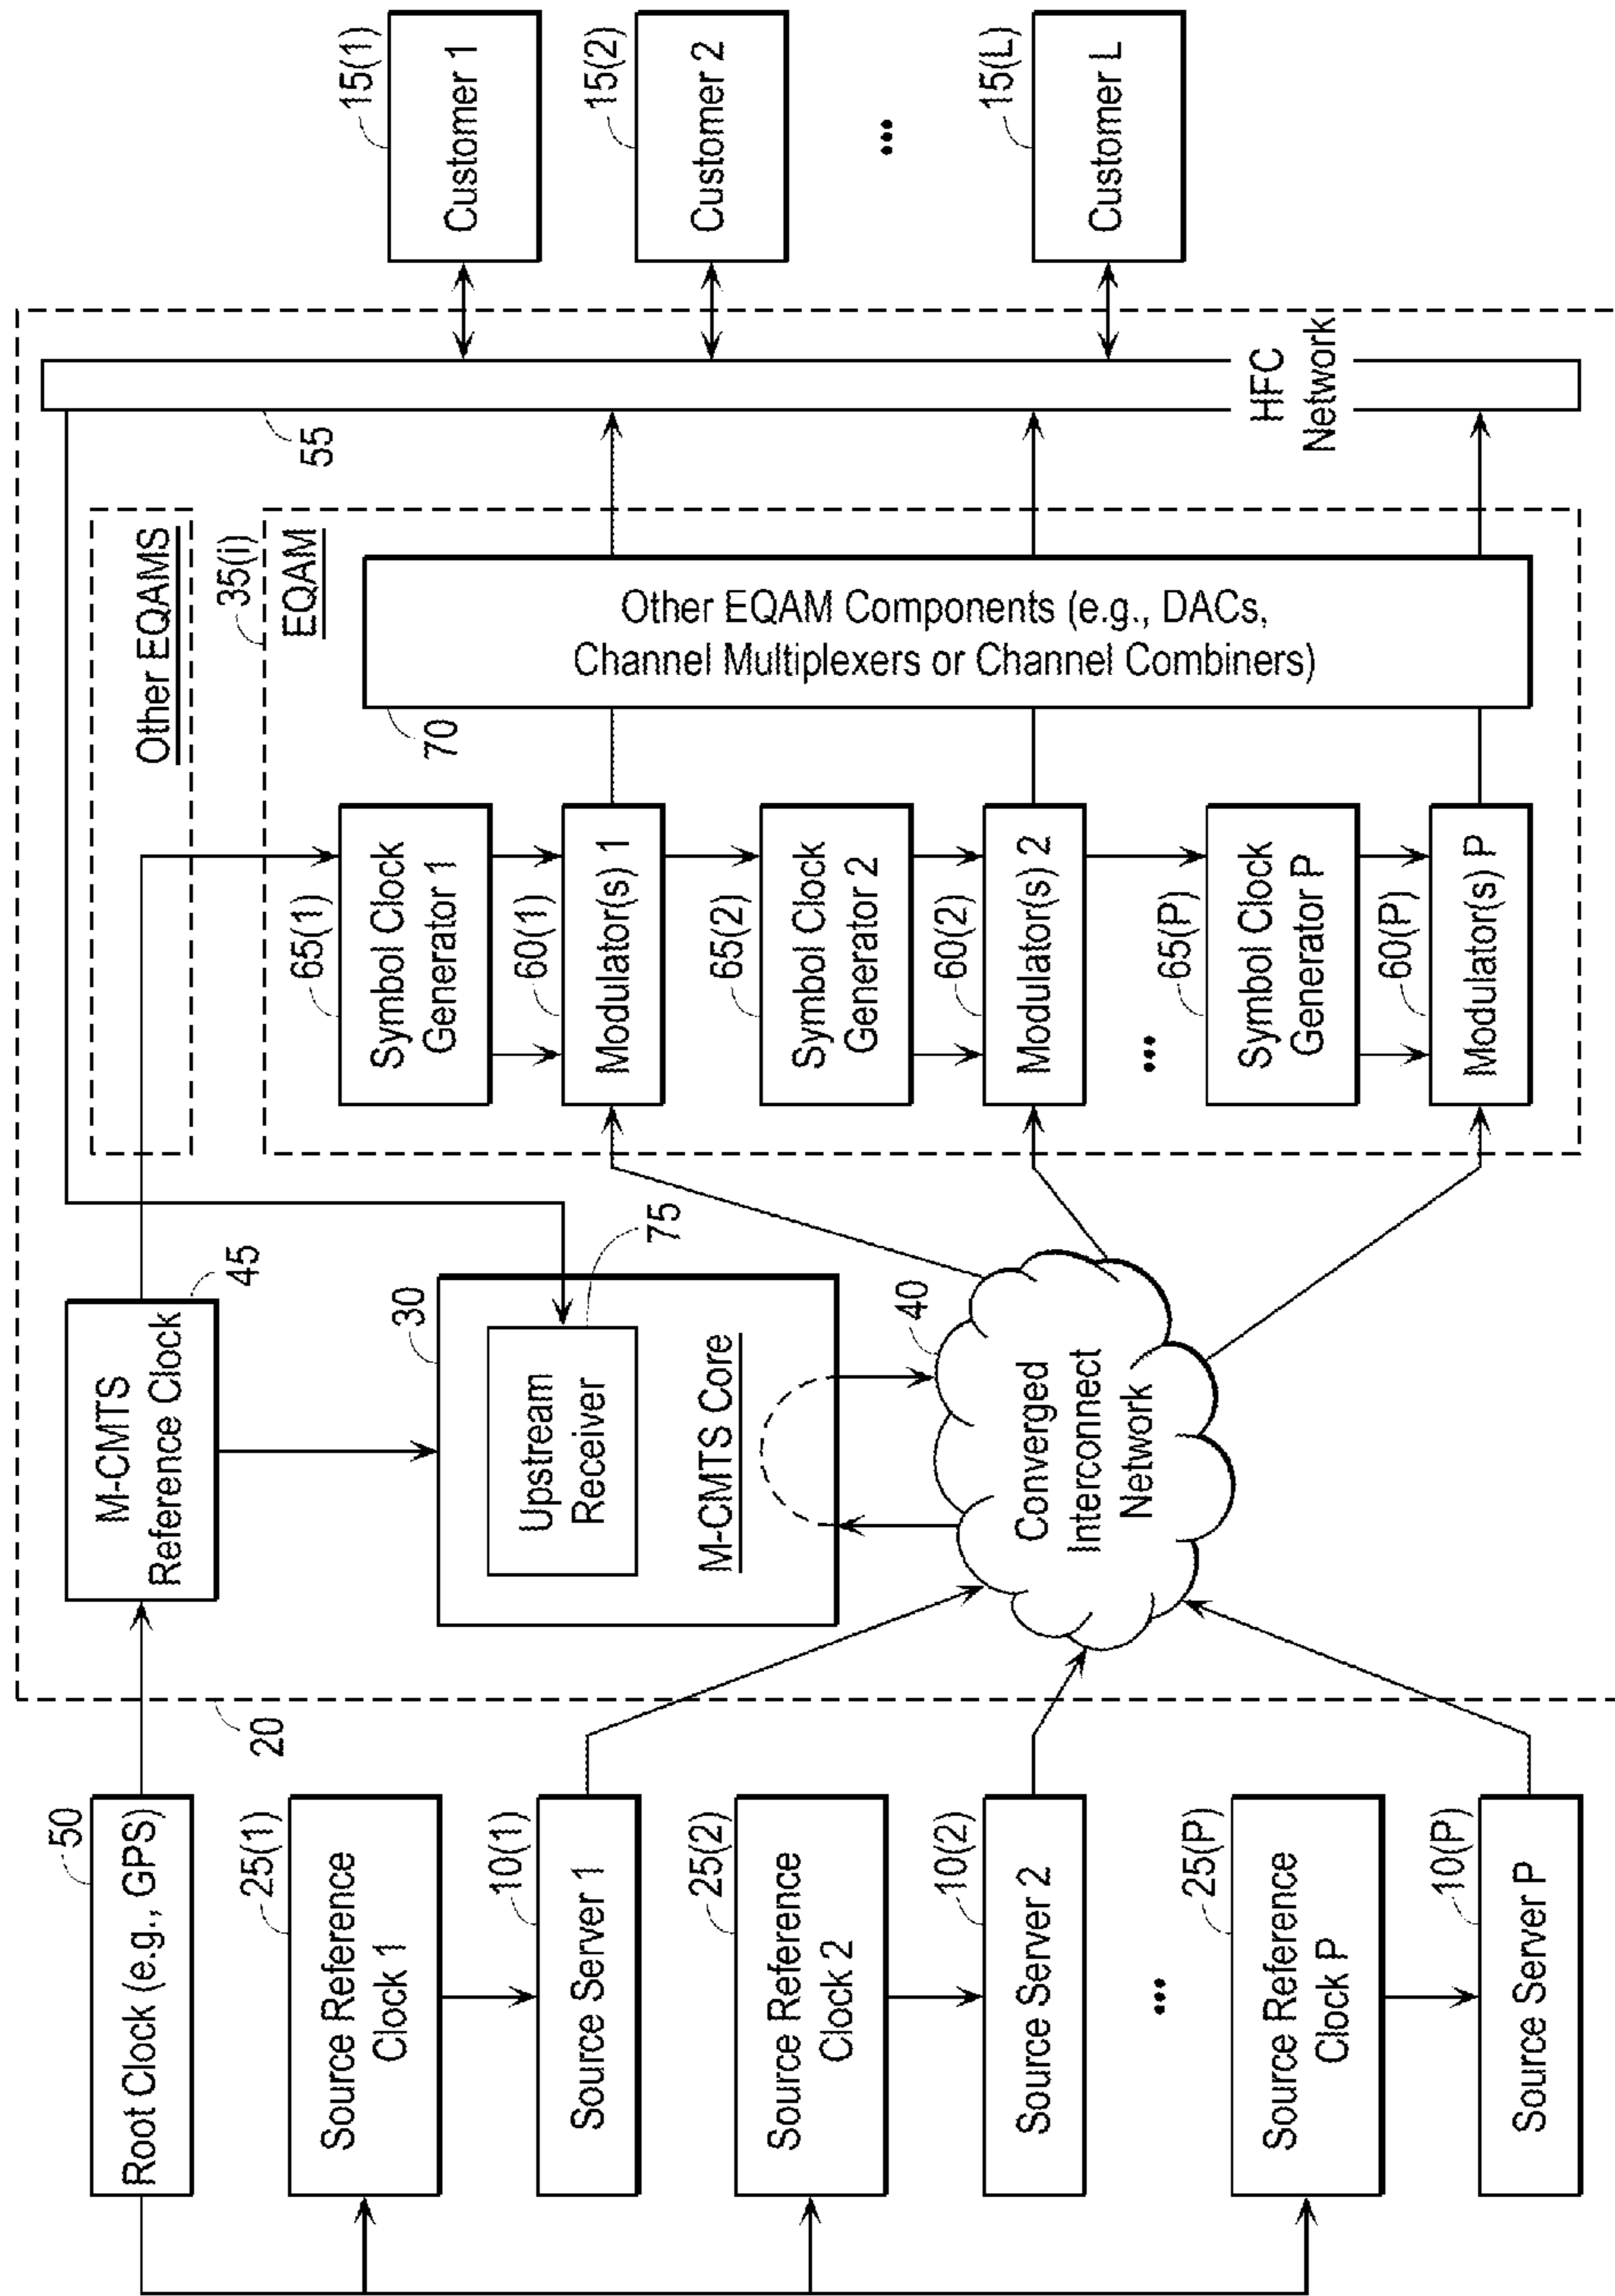 50
Root Clock (e.g., GPS)
25(1)
Source Reference
Clock 1
10(1)
Source Server 1
25(2)
Source Reference
Clock 2
10(2)
Source Server 2
•••
25(P)
Source Reference
Clock P
10(P)
Source Server P
20
M-CMTS
Reference Clock
45
30
Upstream
Receiver
75
M-CMTS Core
40
Converged
Interconnect
Network
Other EQAMS
35(i)
EQAM
65(1)
Symbol Clock
Generator 1
60(1)
Modulator(s) 1
65(2)
Symbol Clock
Generator 2
60(2)
Modulator(s) 2
•••
65(P)
Symbol Clock
Generator P
60(P)
Modulator(s) P
70
Other EQAM Components (e.g., DACs,
Channel Multiplexers or Channel Combiners)
55
HFC
Network
15(1)
Customer 1
15(2)
Customer 2
•••
15(L)
Customer L